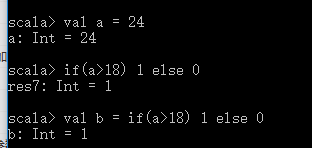 scala> val a = 24
a: Int = 24
scala> if(a>18) 1 else 0
res7: Int = 1
scala> val b = if(a>18) 1 else 0
b: Int = 1